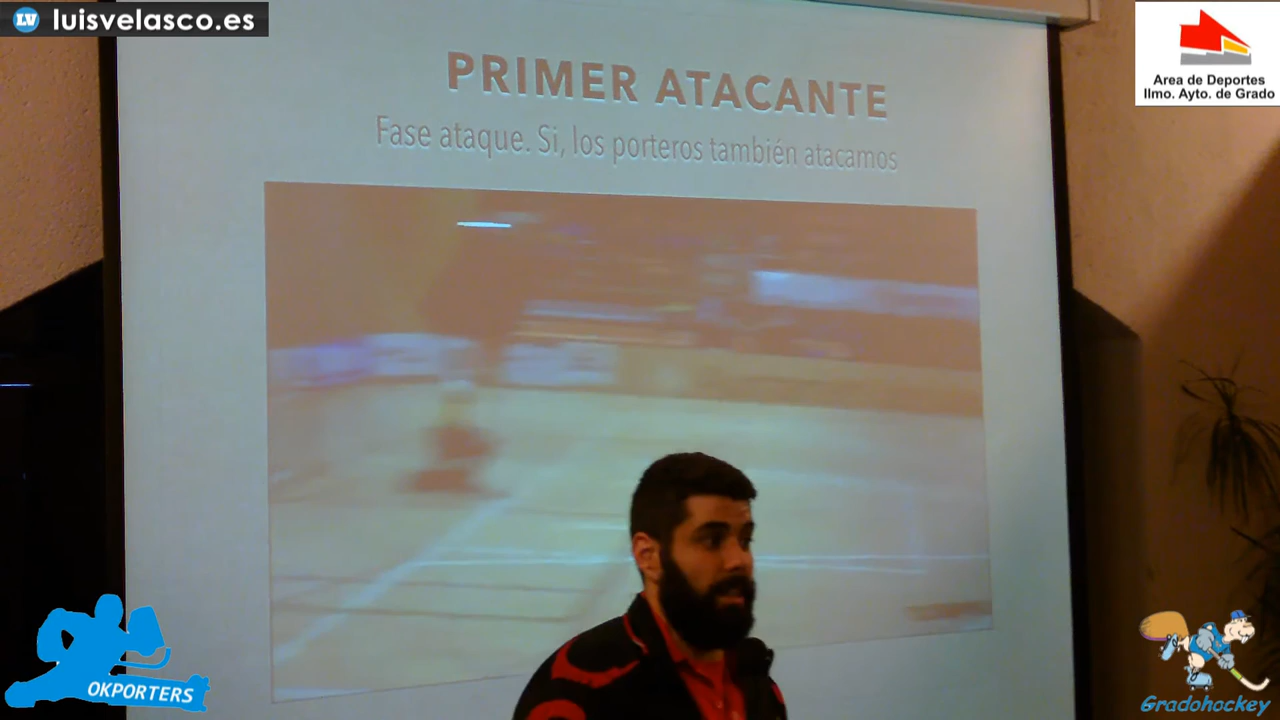 LV luisvelasco.es
PRIMER ATACANTE
Fase ataque. Si, los porteros también atacamos
Area de Deportes
Ilmo. Ayto. de Grado
OKPORTERS
Gradohockey